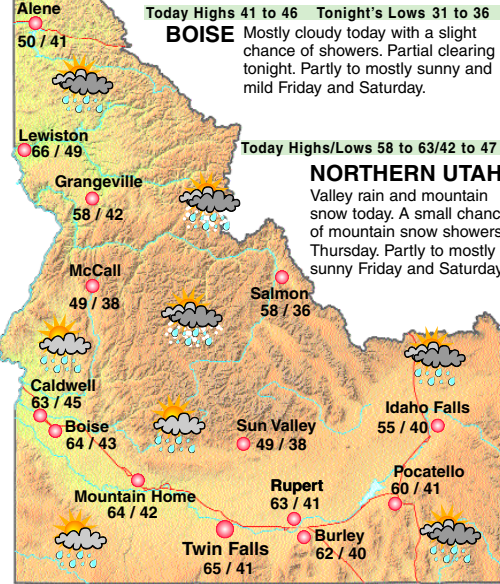 Alene
50 / 41
Today Highs 41 to 46 Tonight's Lows 31 to 36
BOISE Mostly cloudy today with a slight
chance of showers. Partial clearing
tonight. Partly to mostly sunny and
mild Friday and Saturday.
Lewiston
66 / 49
Today Highs/Lows 58 to 63/42 to 47
NORTHERN UTAH
Valley rain and mountain
snow today. A small chanc
of mountain snow showers
Thursday. Partly to mostly
sunny Friday and Saturday
Grangeville
58 / 42
McCall
49 / 38
Salmon
58 / 36
Caldwell
63 / 45
Boise
64 / 43
Sun Valley
49 / 38
Idaho Falls
55 / 40
Pocatello
60 / 41
Mountain Home
64 / 42
Rupert
63 / 41
Twin Falls
65 / 41
Burley
62 / 40